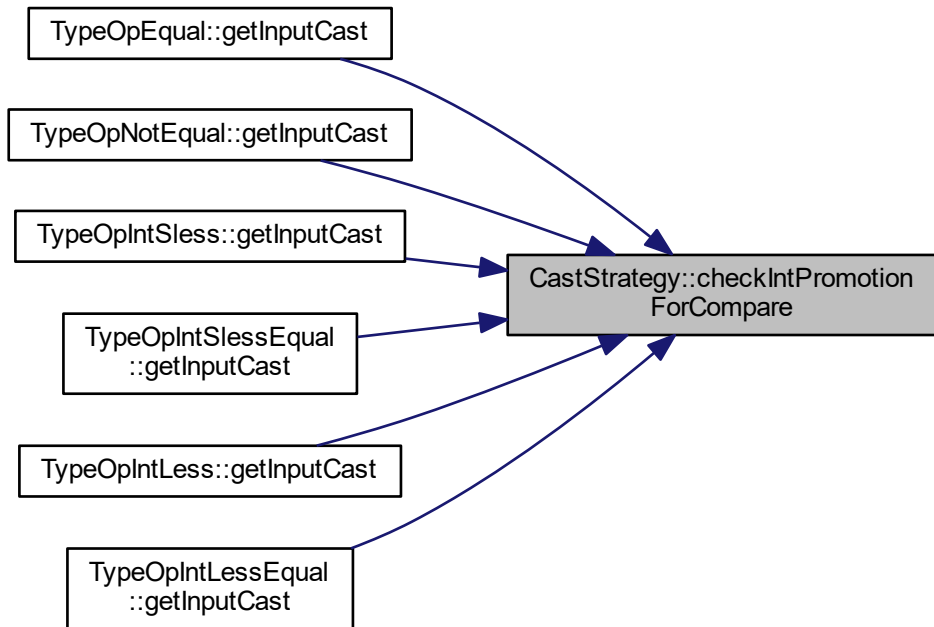 TypeOpEqual::getInputCast
TypeOpNotEqual::getInputCast
TypeOpIntSless::getInputCast
CastStrategy::checkIntPromotion
ForCompare
TypeOpIntSlessEqual
::getInputCast
TypeOpIntLess::getInputCast
TypeOpIntLessEqual
::getInputCast